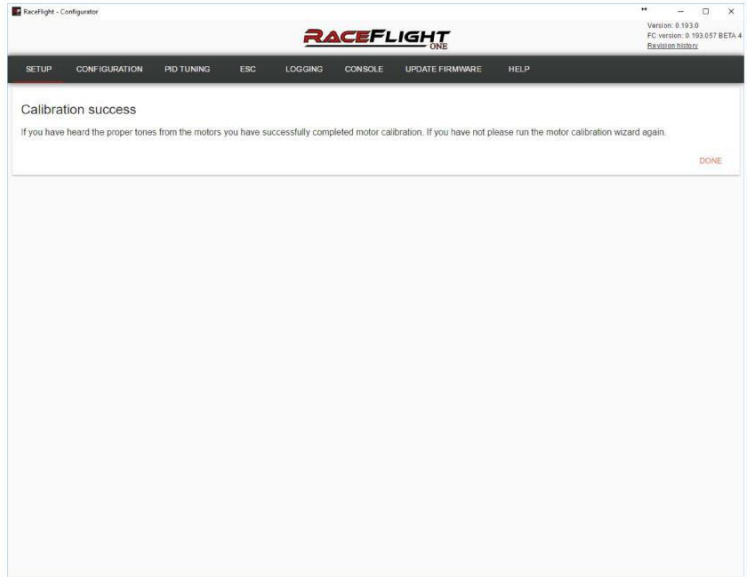 RaceFlight - Configurator
RACEFLIGHT
ONE
Version: 0.193.0
FC version: 0.193.057 BETA 4
Revision history
SETUP CONFIGURATION PID TUNING ESC LOGGING CONSOLE UPDATE FIRMWARE HELP
Calibration success
If you have heard the proper tones from the motors you have successfully completed motor calibration. If you have not please run the motor calibration wizard again.
DONE